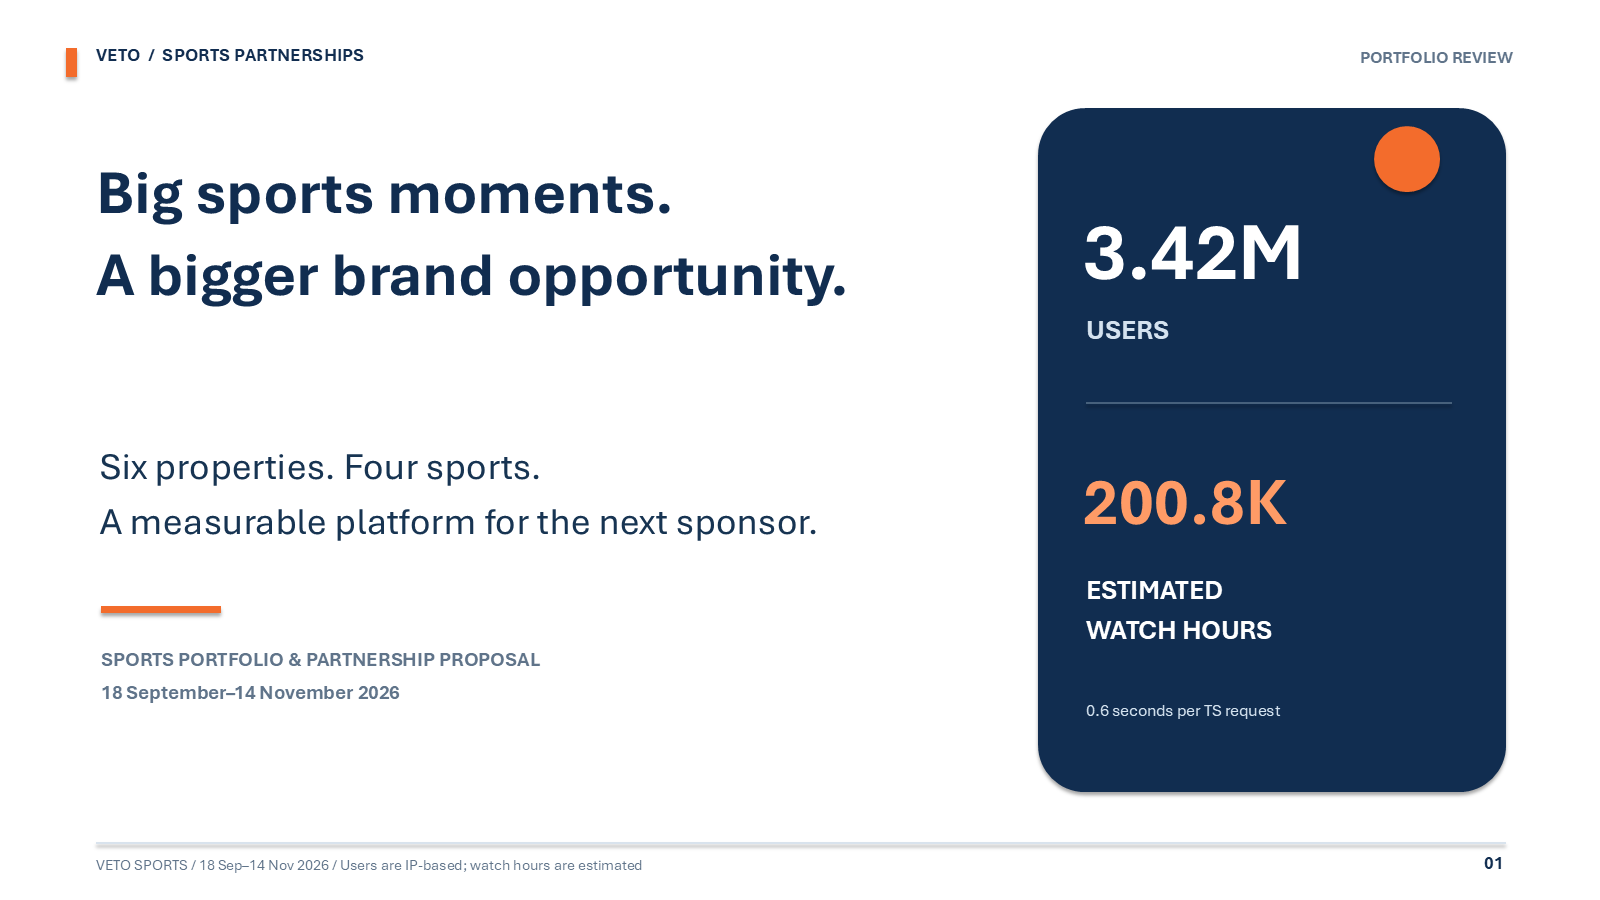 VETO / SPORTS PARTNERSHIPS
PORTFOLIO REVIEW
Big sports moments.
A bigger brand opportunity.
Six properties. Four sports.
A measurable platform for the next sponsor.
SPORTS PORTFOLIO & PARTNERSHIP PROPOSAL
18 September–14 November 2026
3.42M
USERS
200.8K
ESTIMATED
WATCH HOURS
0.6 seconds per TS request
VETO SPORTS / 18 Sep–14 Nov 2026 / Users are IP-based; watch hours are estimated
01